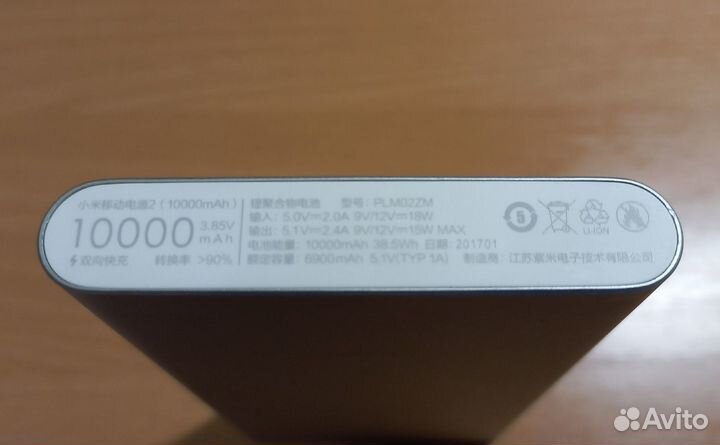 小米移动电源2 (10000mAh)
10000 3.85V mAh
双向快充 转换率 >90%
锂聚合物电池 型号: PLM02ZM
输入: 5.0V⎓2.0A 9V/12V⎓18W
输出: 5.1V⎓2.4A 9V/12V⎓15W MAX
电池能量: 10000mAh 38.5Wh 日期: 201701
额定容量: 6900mAh 5.1V(TYP 1A) 制造商: 江苏紫米电子技术有限公司
5
LI-ION
Avito